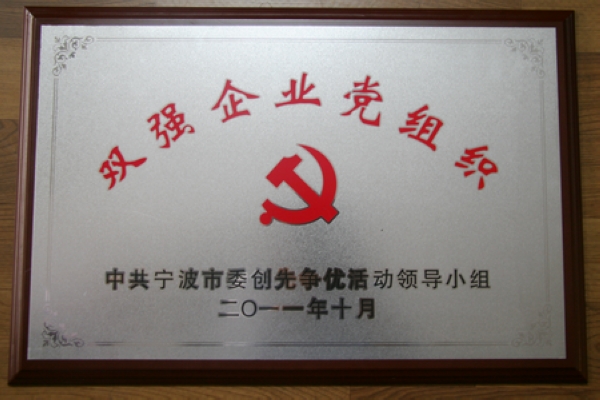 双强企业党组织
中共宁波市委创先争优活动领导小组
二〇一一年十月